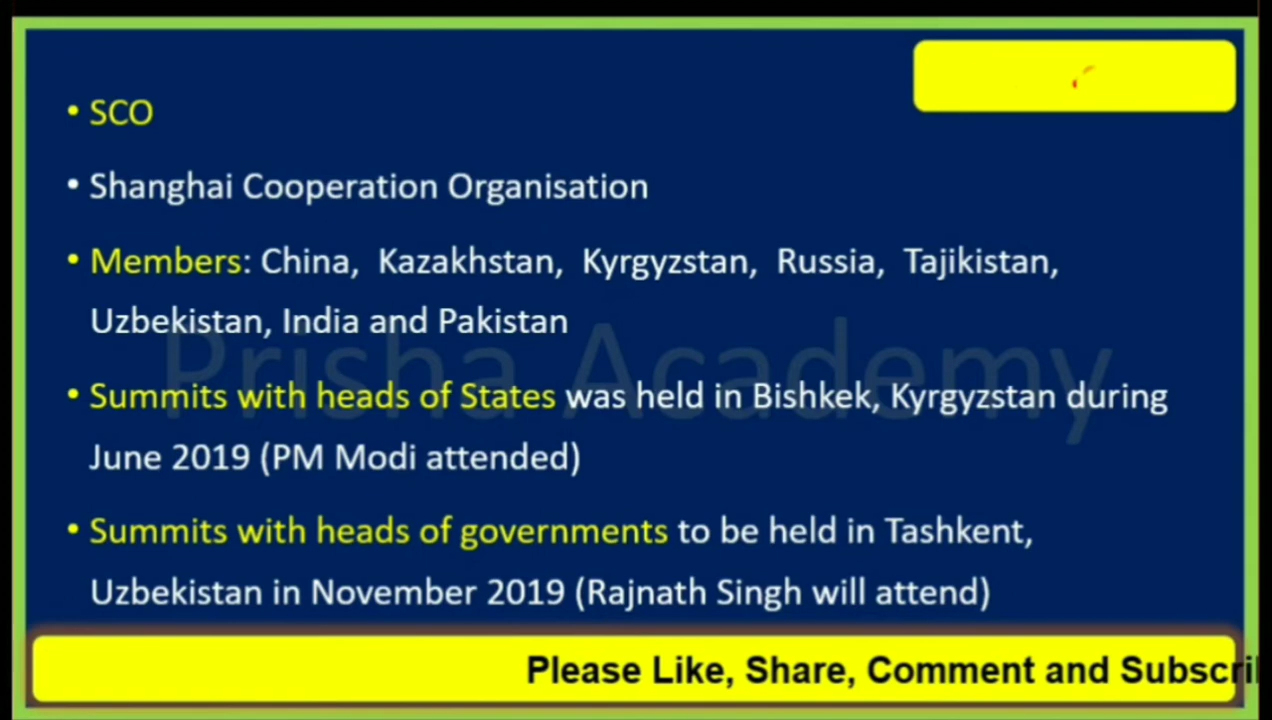 • SCO
• Shanghai Cooperation Organisation
• Members: China, Kazakhstan, Kyrgyzstan, Russia, Tajikistan,
Uzbekistan, India and Pakistan
Prisha Academy
• Summits with heads of States was held in Bishkek, Kyrgyzstan during
June 2019 (PM Modi attended)
• Summits with heads of governments to be held in Tashkent,
Uzbekistan in November 2019 (Rajnath Singh will attend)
Please Like, Share, Comment and Subscri